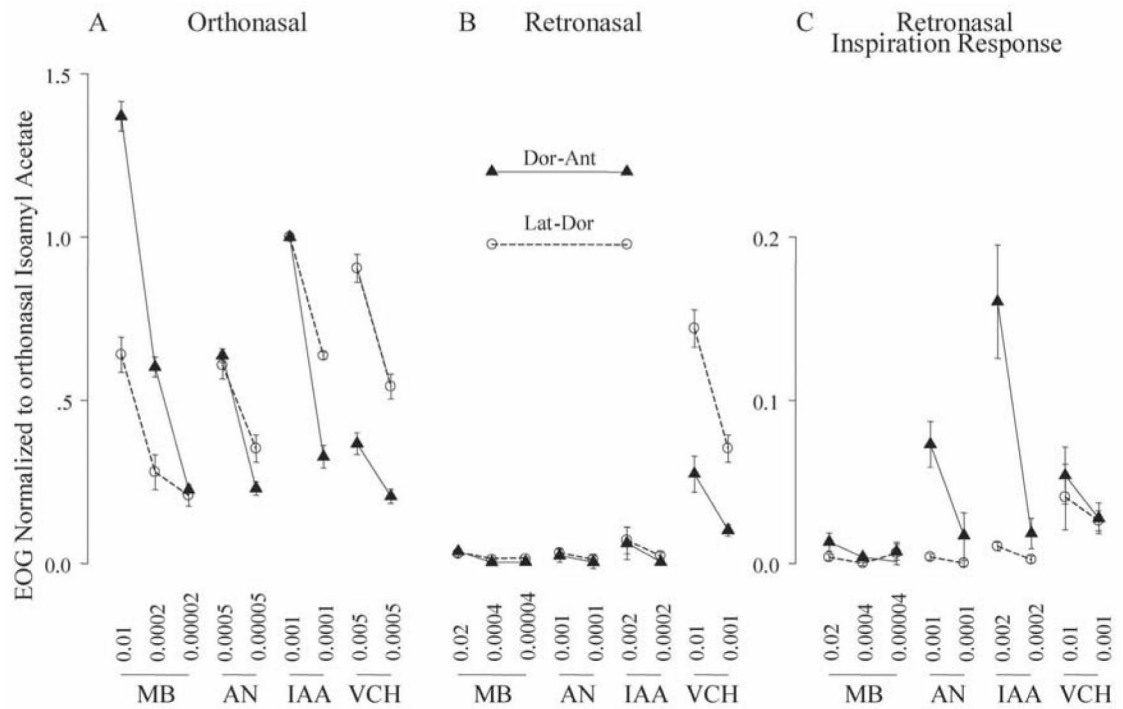 A Orthonasal
B Retronasal
C Retronasal
Inspiration Response
EOG Normalized to orthonasal Isoamyl Acetate
1.5
1.0
.5
0.0
Dor-Ant
Lat-Dor
0.2
0.1
0.0
0.01 0.0002 0.00002 0.0005 0.00005 0.001 0.0001 0.005 0.0005
MB AN IAA VCH
0.02 0.0004 0.00004 0.001 0.0001 0.002 0.0002 0.01 0.001
MB AN IAA VCH
0.02 0.0004 0.00004 0.001 0.0001 0.002 0.0002 0.01 0.001
MB AN IAA VCH